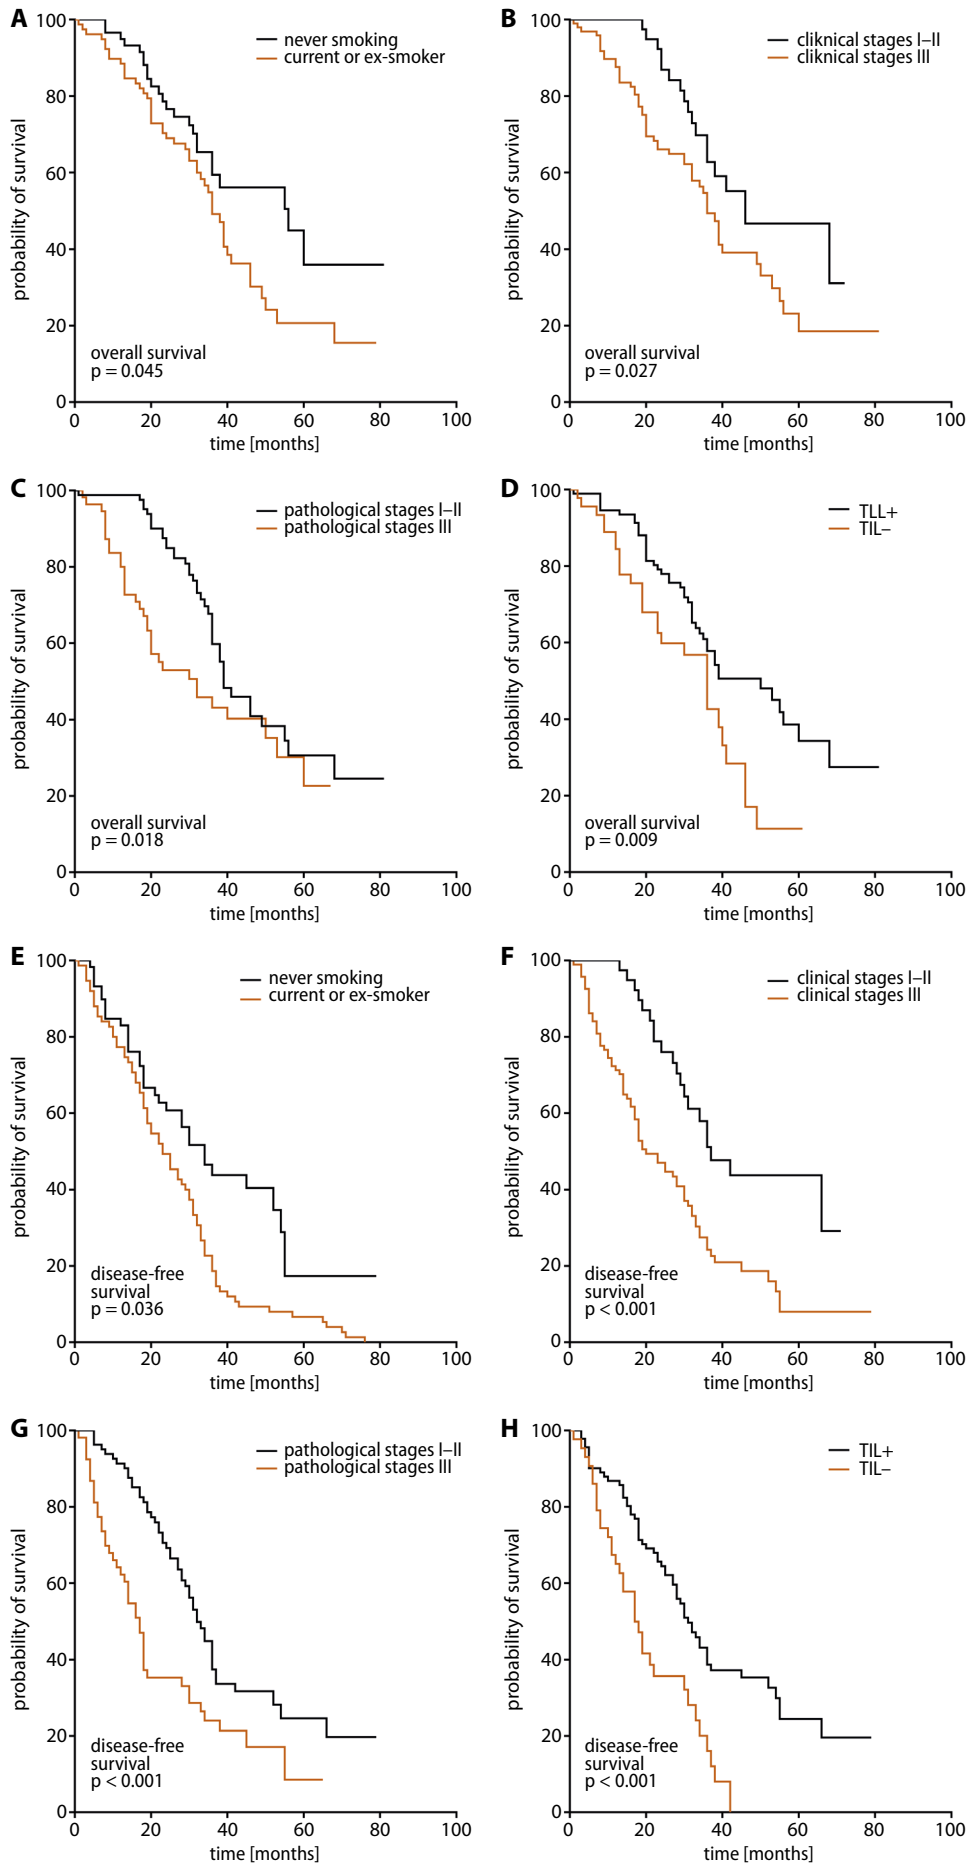 A
100
80
60
40
20
0
probability of survival
never smoking
current or ex-smoker
overall survival
p = 0.045
0 20 40 60 80 100
time [months]
B
100
80
60
40
20
0
probability of survival
cliknical stages I–II
cliknical stages III
overall survival
p = 0.027
0 20 40 60 80 100
time [months]
C
100
80
60
40
20
0
probability of survival
pathological stages I–II
pathological stages III
overall survival
p = 0.018
0 20 40 60 80 100
time [months]
D
100
80
60
40
20
0
probability of survival
TLL+
TIL–
overall survival
p = 0.009
0 20 40 60 80 100
time [months]
E
100
80
60
40
20
0
probability of survival
never smoking
current or ex-smoker
disease-free
survival
p = 0.036
0 20 40 60 80 100
time [months]
F
100
80
60
40
20
0
probability of survival
clinical stages I–II
clinical stages III
disease-free
survival
p < 0.001
0 20 40 60 80 100
time [months]
G
100
80
60
40
20
0
probability of survival
pathological stages I–II
pathological stages III
disease-free
survival
p < 0.001
0 20 40 60 80 100
time [months]
H
100
80
60
40
20
0
probability of survival
TIL+
TIL–
disease-free
survival
p < 0.001
0 20 40 60 80 100
time [months]